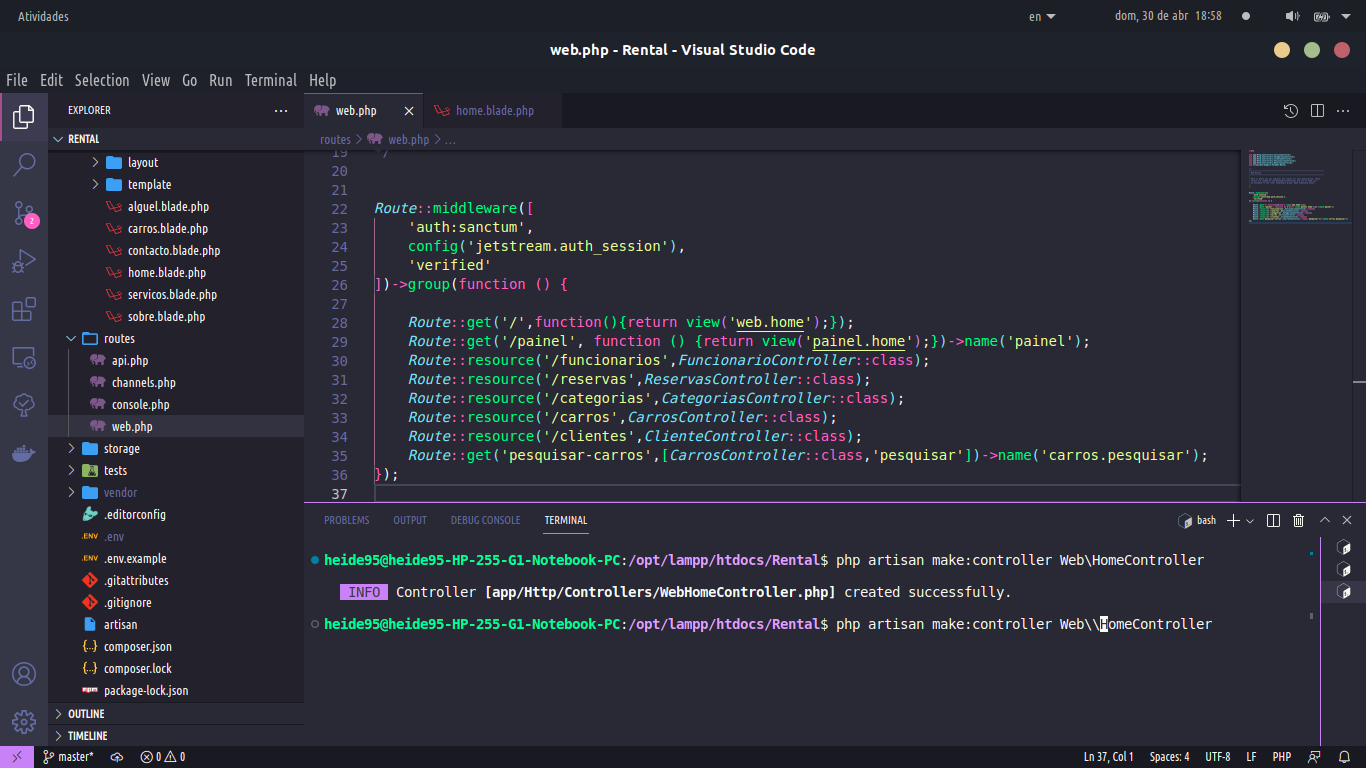 Atividades
en
dom, 30 de abr 18:58
web.php - Rental - Visual Studio Code
File Edit Selection View Go Run Terminal Help
EXPLORER
RENTAL
layout
template
alguel.blade.php
carros.blade.php
contacto.blade.php
home.blade.php
servicos.blade.php
sobre.blade.php
routes
api.php
channels.php
console.php
web.php
storage
tests
vendor
.editorconfig
.env
.env.example
.gitattributes
.gitignore
artisan
composer.json
composer.lock
package-lock.json
OUTLINE
TIMELINE
2
web.php
home.blade.php
routes > web.php > ...
19 */
20
21
22 Route::middleware([
23 'auth:sanctum',
24 config('jetstream.auth_session'),
25 'verified'
26 ])->group(function () {
27
28 Route::get('/',function(){return view('web.home');});
29 Route::get('/painel', function () {return view('painel.home');})->name('painel');
30 Route::resource('/funcionarios',FuncionarioController::class);
31 Route::resource('/reservas',ReservasController::class);
32 Route::resource('/categorias',CategoriasController::class);
33 Route::resource('/carros',CarrosController::class);
34 Route::resource('/clientes',ClienteController::class);
35 Route::get('pesquisar-carros',[CarrosController::class,'pesquisar'])->name('carros.pesquisar');
36 });
37
PROBLEMS OUTPUT DEBUG CONSOLE TERMINAL
bash
heide95@heide95-HP-255-G1-Notebook-PC:/opt/lampp/htdocs/Rental$ php artisan make:controller Web\HomeController
INFO Controller [app/Http/Controllers/WebHomeController.php] created successfully.
heide95@heide95-HP-255-G1-Notebook-PC:/opt/lampp/htdocs/Rental$ php artisan make:controller Web\\HomeController
master* 0 0
Ln 37, Col 1 Spaces: 4 UTF-8 LF PHP